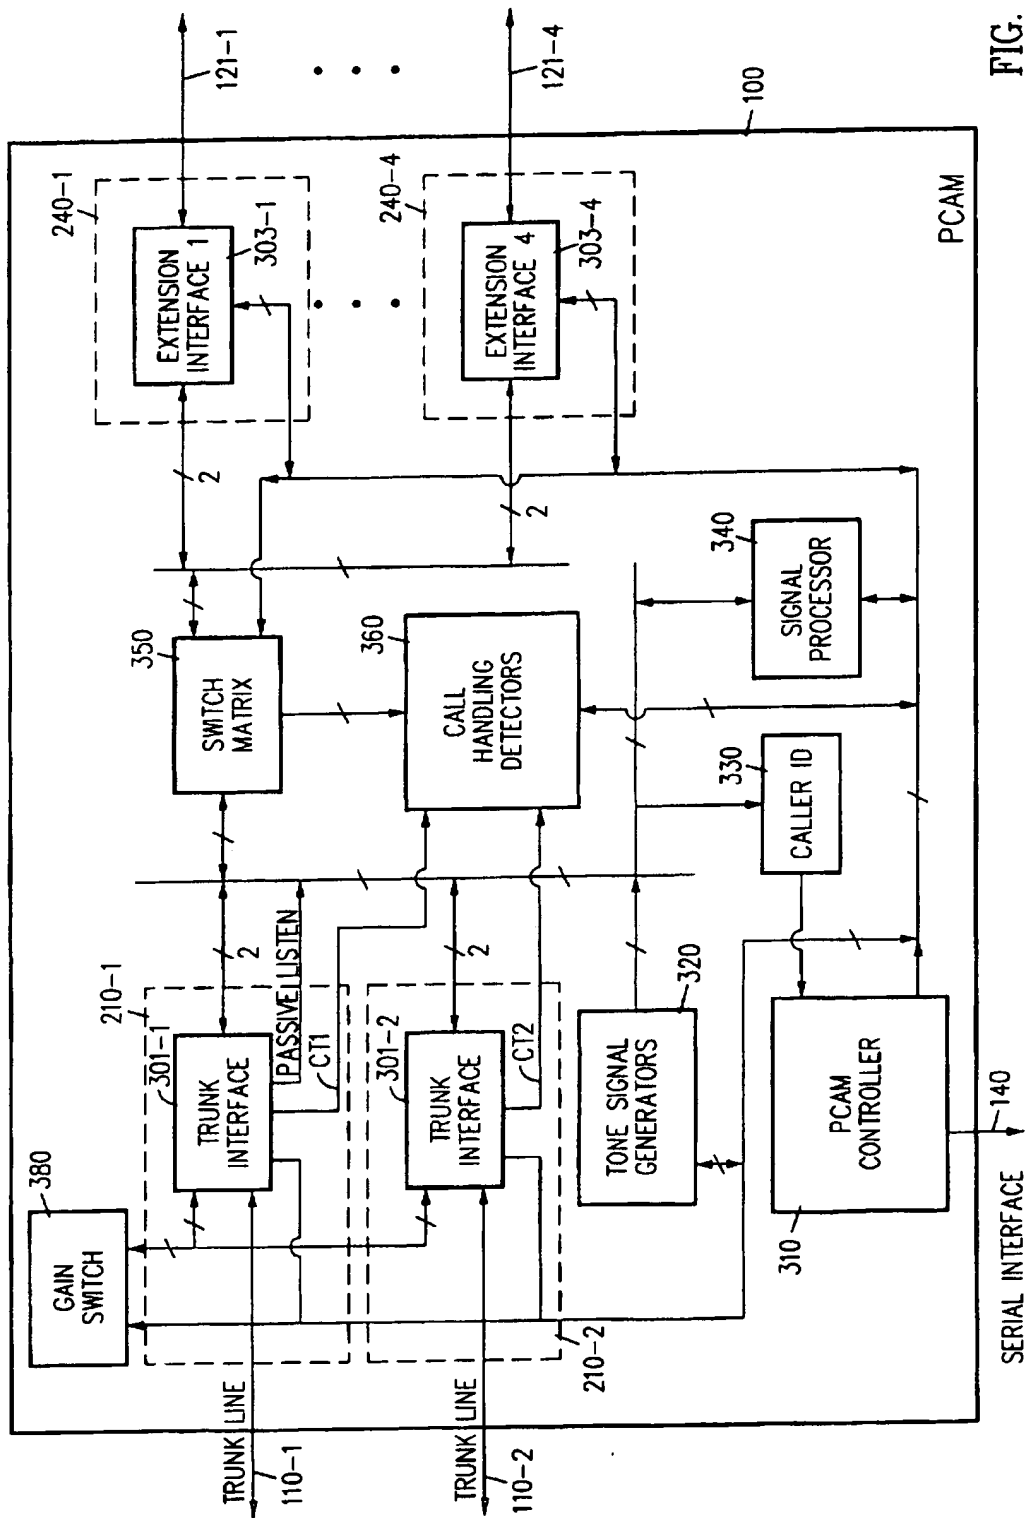 380
GAIN
SWITCH
210-1
301-1
TRUNK
INTERFACE
PASSIVE LISTEN
CT1
2
TRUNK LINE
110-1
350
SWITCH
MATRIX
2
240-1
EXTENSION
INTERFACE 1
303-1
121-1
301-2
TRUNK
INTERFACE
CT2
2
210-2
TRUNK LINE
110-2
360
CALL
HANDLING
DETECTORS
2
240-4
EXTENSION
INTERFACE 4
303-4
121-4
320
TONE SIGNAL
GENERATORS
330
CALLER ID
340
SIGNAL
PROCESSOR
310
PCAM
CONTROLLER
140
SERIAL INTERFACE
PCAM
100
FIG.